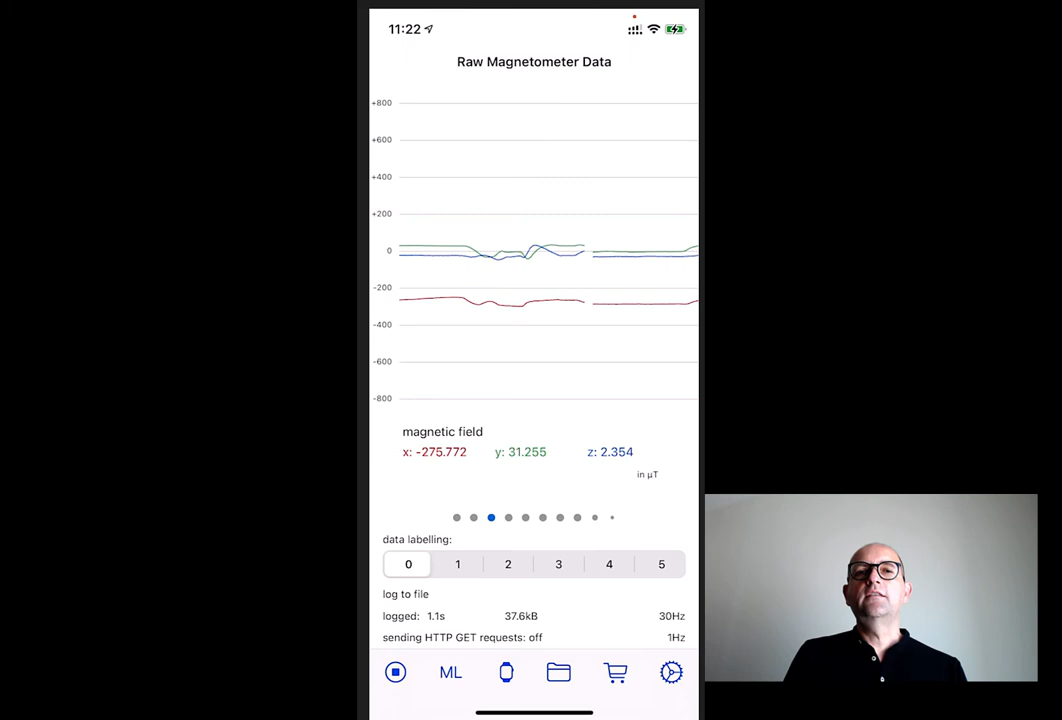 11:22
Raw Magnetometer Data
+800
+600
+400
+200
0
-200
-400
-600
-800
magnetic field
x: -275.772 y: 31.255 z: 2.354
in µT
data labelling:
0 1 2 3 4 5
log to file
logged: 1.1s 37.6kB 30Hz
sending HTTP GET requests: off 1Hz
ML